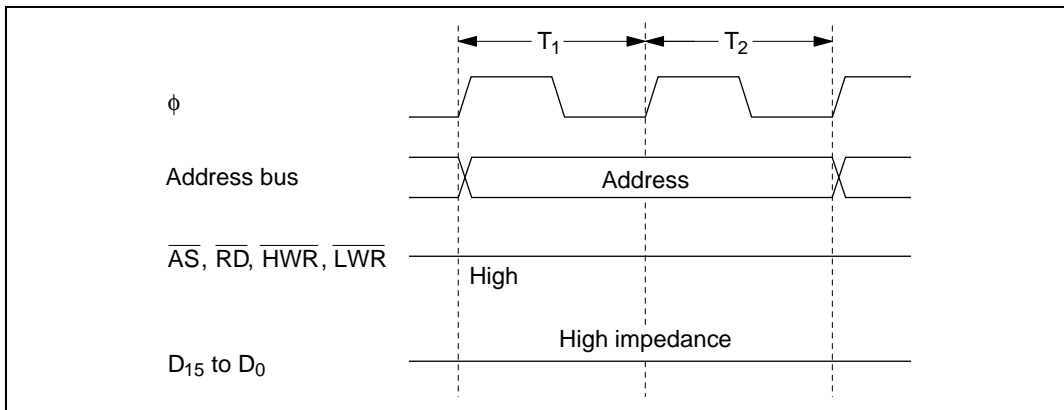 T1 T2
φ
Address bus Address
AS, RD, HWR, LWR
High
High impedance
D15 to D0